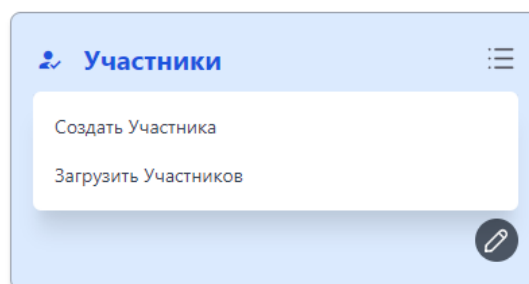 Участники
Создать Участника
Загрузить Участников